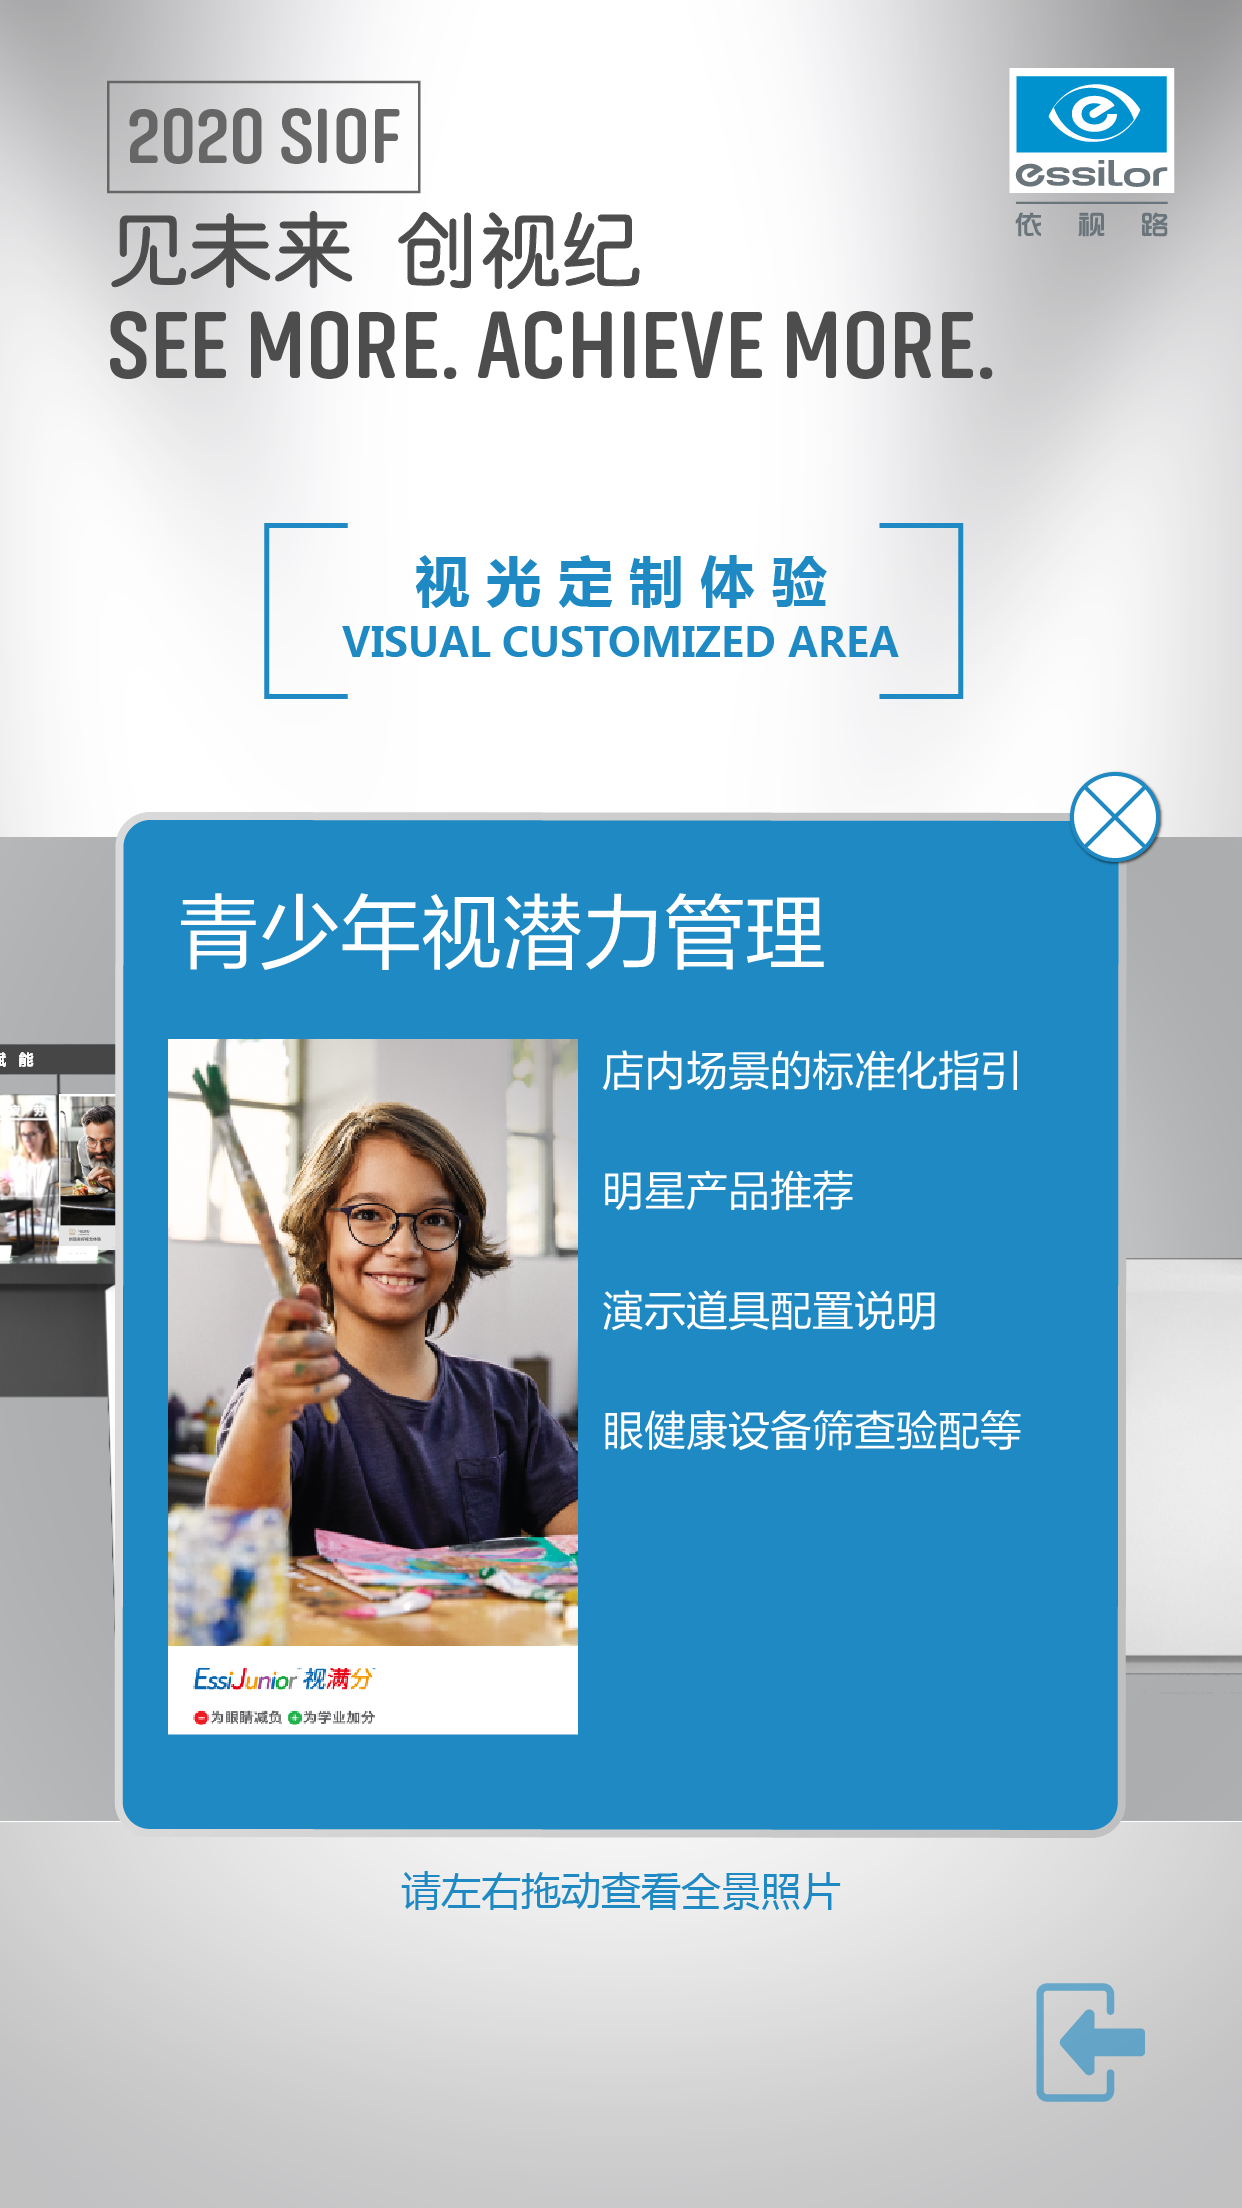 2020 SIOF
essilor
依视路
见未来 创视纪
SEE MORE. ACHIEVE MORE.
视光定制体验
VISUAL CUSTOMIZED AREA
青少年视潜力管理
能
店内场景的标准化指引
明星产品推荐
演示道具配置说明
眼健康设备筛查验配等
EssiJunior 视满分
为眼睛减负 为学业加分
请左右拖动查看全景照片